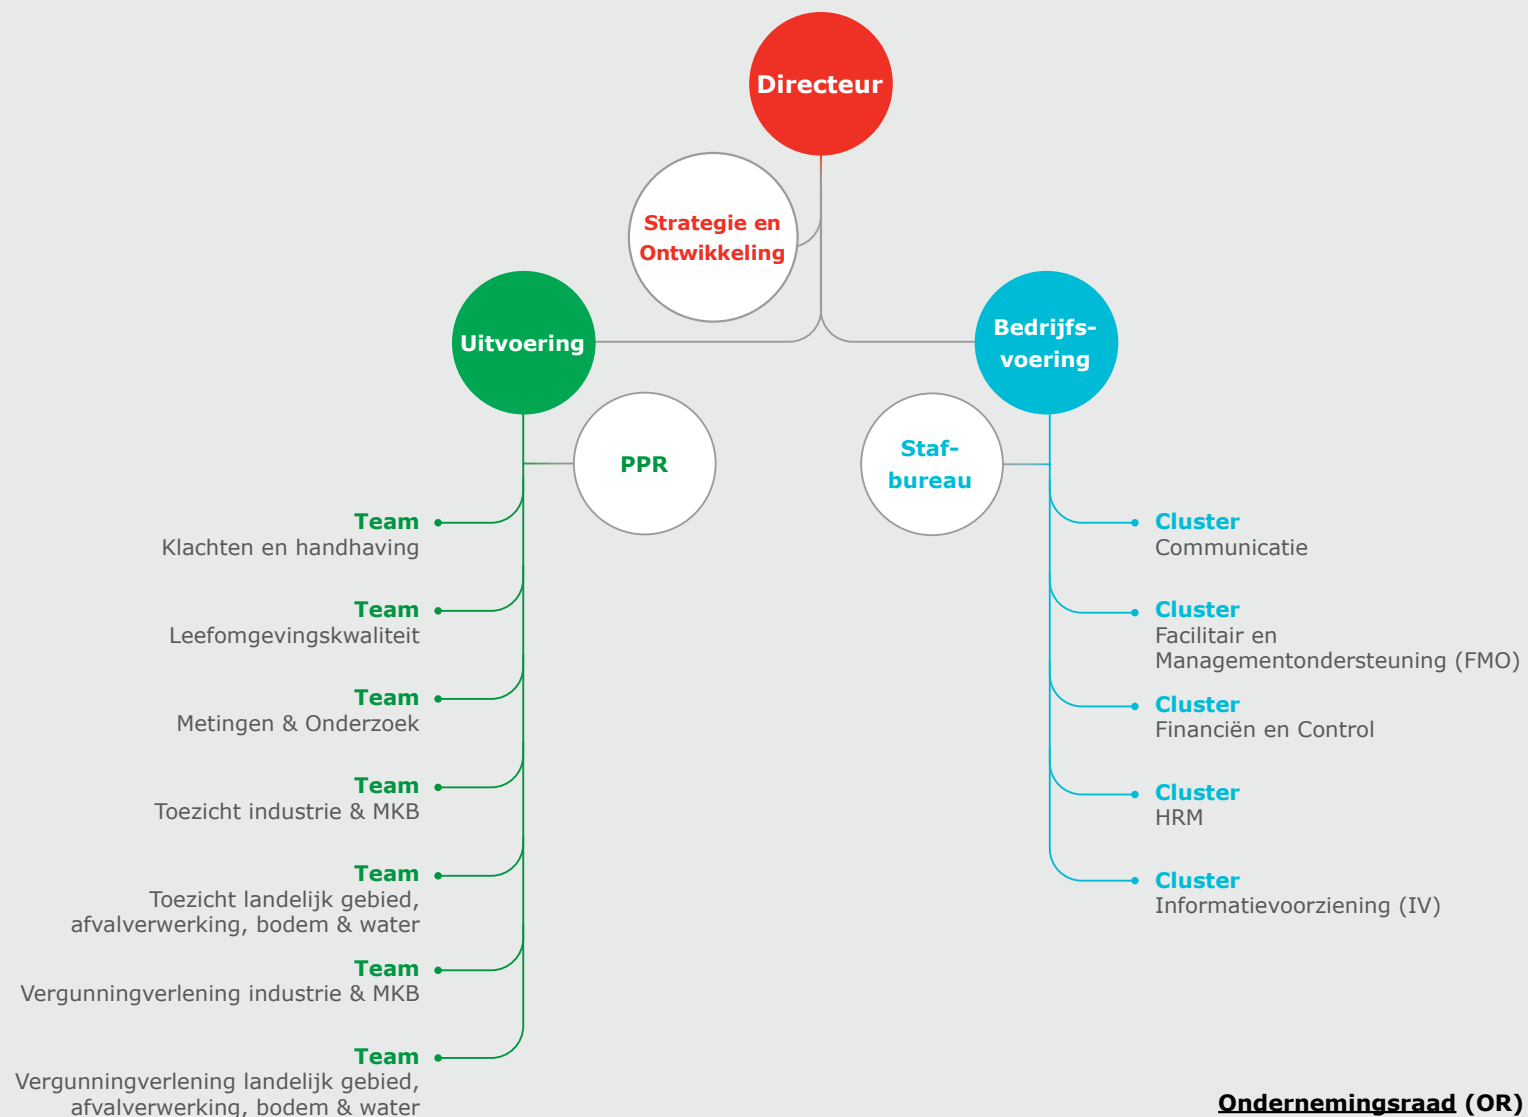 Directeur
Strategie en
Ontwikkeling
Uitvoering
Bedrijfs-
voering
PPR
Staf-
bureau
Team
Klachten en handhaving
Team
Leefomgevingskwaliteit
Team
Metingen & Onderzoek
Team
Toezicht industrie & MKB
Team
Toezicht landelijk gebied,
afvalverwerking, bodem & water
Team
Vergunningverlening industrie & MKB
Team
Vergunningverlening landelijk gebied,
afvalverwerking, bodem & water
Cluster
Communicatie
Cluster
Facilitair en
Managementondersteuning (FMO)
Cluster
Financiën en Control
Cluster
HRM
Cluster
Informatievoorziening (IV)
Ondernemingsraad (OR)